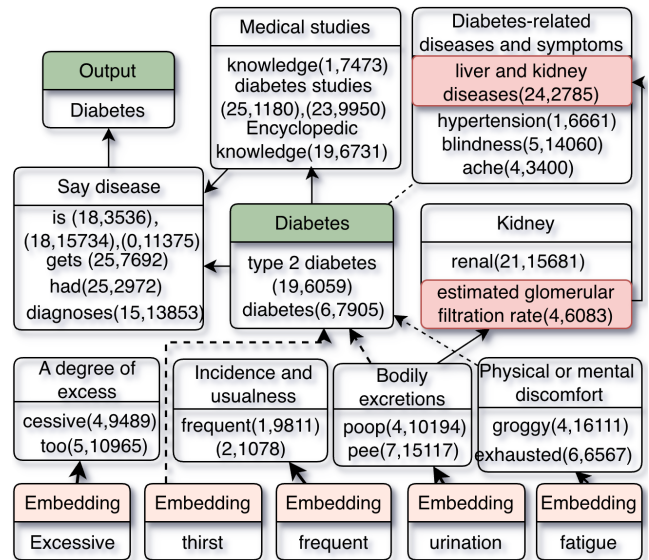 Output
Diabetes
Medical studies
knowledge(1,7473)
diabetes studies
(25,1180),(23,9950)
Encyclopedic
knowledge(19,6731)
Diabetes-related
diseases and symptoms
liver and kidney
diseases(24,2785)
hypertension(1,6661)
blindness(5,14060)
ache(4,3400)
Say disease
is (18,3536),
(18,15734),(0,11375)
gets (25,7692)
had(25,2972)
diagnoses(15,13853)
Diabetes
type 2 diabetes
(19,6059)
diabetes(6,7905)
Kidney
renal(21,15681)
estimated glomerular
filtration rate(4,6083)
A degree of
excess
cessive(4,9489)
too(5,10965)
Incidence and
usualness
frequent(1,9811)
(2,1078)
Bodily
excretions
poop(4,10194)
pee(7,15117)
Physical or mental
discomfort
groggy(4,16111)
exhausted(6,6567)
Embedding
Excessive
Embedding
thirst
Embedding
frequent
Embedding
urination
Embedding
fatigue